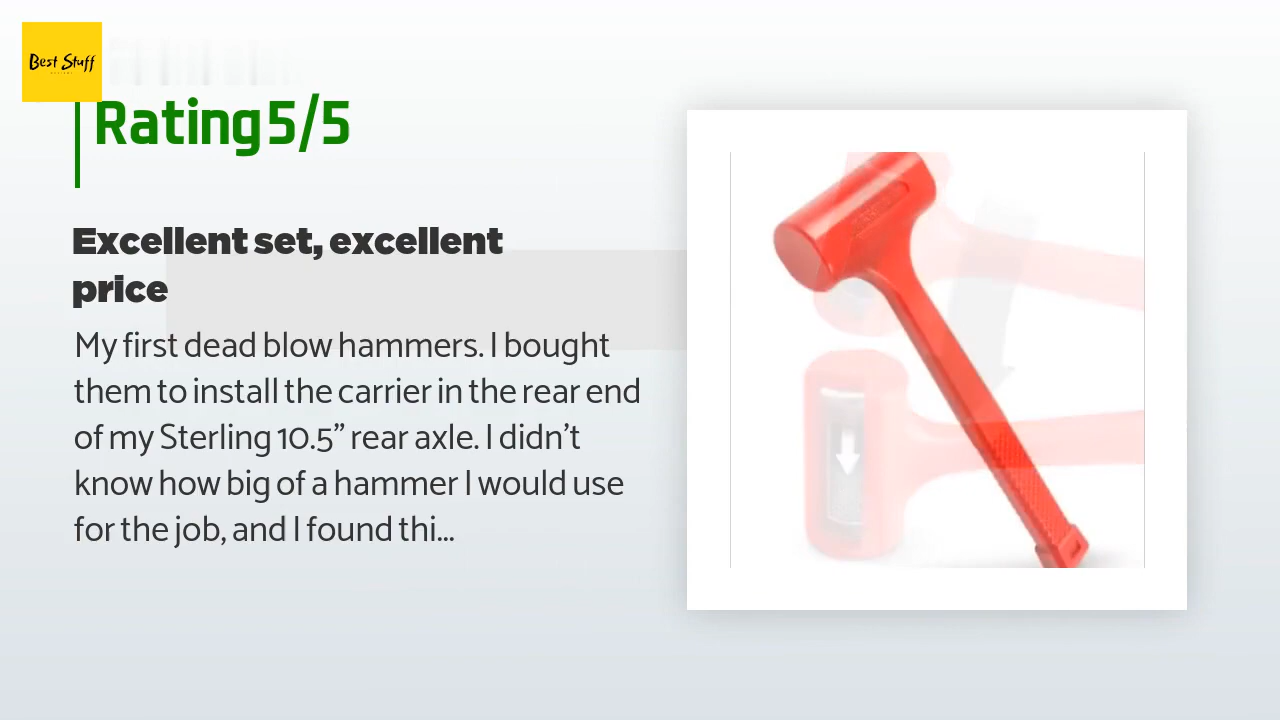 Best Stuff
Rating 5/5
Excellent set, excellent
price
My first dead blow hammers. I bought
them to install the carrier in the rear end
of my Sterling 10.5” rear axle. I didn’t
know how big of a hammer I would use
for the job, and I found thi...